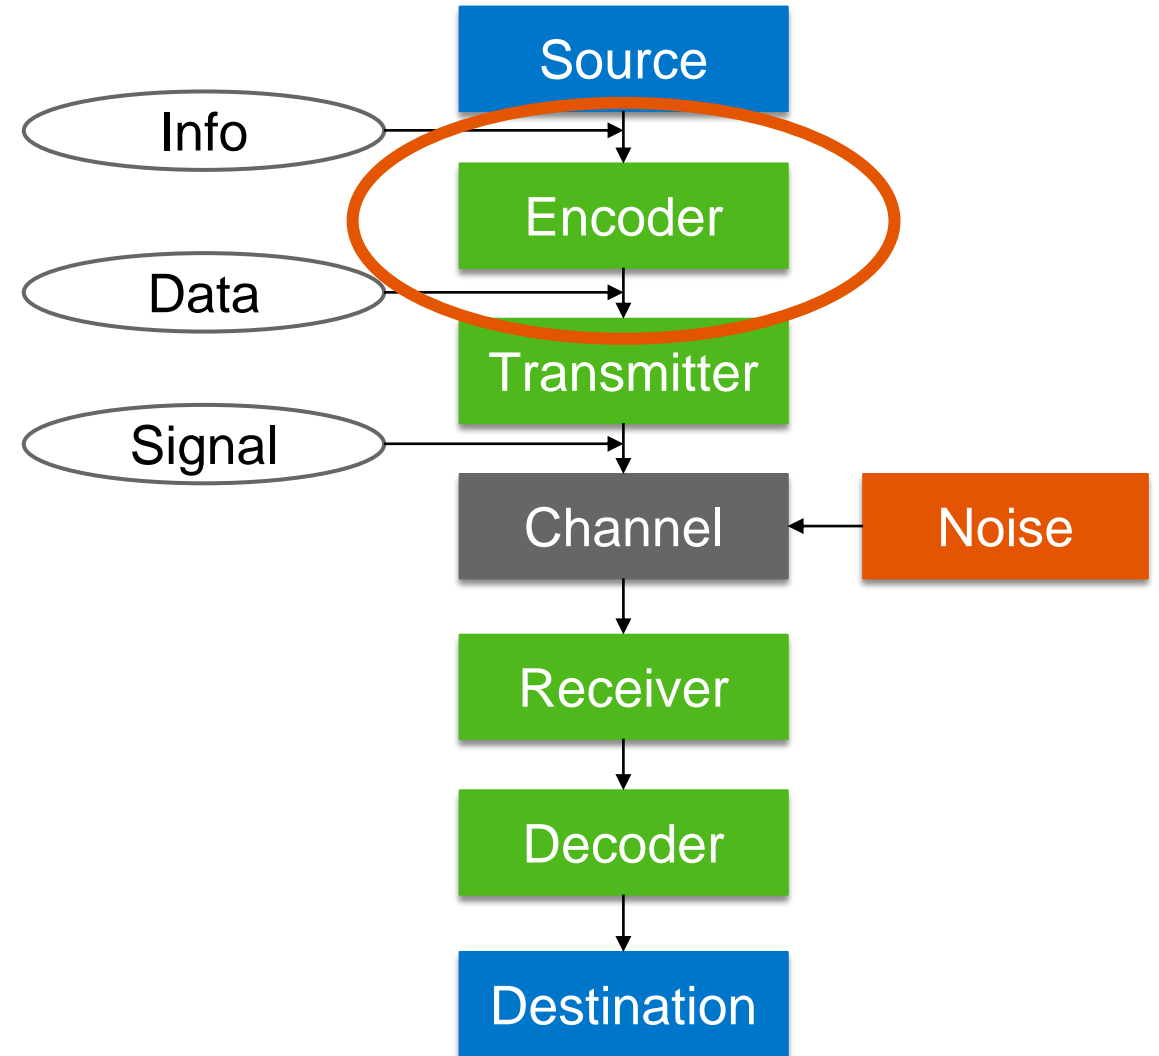 Source
Info
Encoder
Data
Transmitter
Signal
Channel
Noise
Receiver
Decoder
Destination